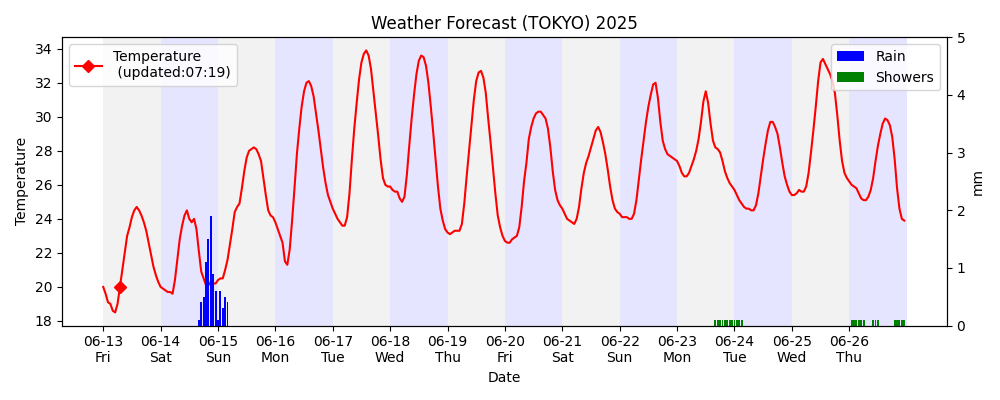 Weather Forecast (TOKYO) 2025
Temperature
(updated:07:19)
Rain
Showers
Temperature
34
32
30
28
26
24
22
20
18
5
4
3
2
1
0
mm
06-13 06-14 06-15 06-16 06-17 06-18 06-19 06-20 06-21 06-22 06-23 06-24 06-25 06-26
Fri Sat Sun Mon Tue Wed Thu Fri Sat Sun Mon Tue Wed Thu
Date